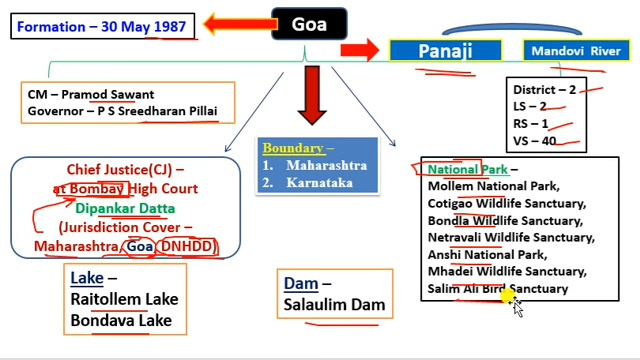 Formation – 30 May 1987
Goa
Panaji
Mandovi River
CM – Pramod Sawant
Governor – P S Sreedharan Pillai
District – 2
LS – 2
RS – 1
VS – 40
Boundary –
1. Maharashtra
2. Karnataka
Chief Justice(CJ) –
at Bombay High Court
Dipankar Datta
(Jurisdiction Cover –
Maharashtra, Goa, DNHDD)
National Park –
Mollem National Park,
Cotigao Wildlife Sanctuary,
Bondla Wildlife Sanctuary,
Netravali Wildlife Sanctuary,
Anshi National Park,
Mhadei Wildlife Sanctuary,
Salim Ali Bird Sanctuary
Lake –
Raitollem Lake
Bondava Lake
Dam –
Salaulim Dam